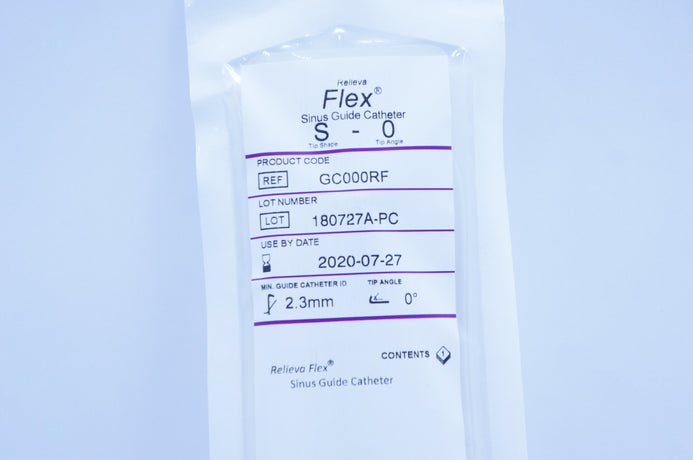 Relieva
Flex®
Sinus Guide Catheter
S - 0
Tip Shape Tip Angle
PRODUCT CODE
REF GC000RF
LOT NUMBER
LOT 180727A-PC
USE BY DATE
2020-07-27
MIN. GUIDE CATHETER ID TIP ANGLE
2.3mm 0°
CONTENTS 1
Relieva Flex®
Sinus Guide Catheter